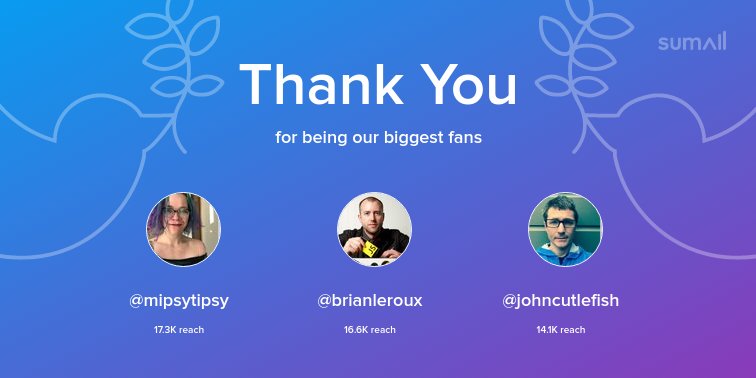 sumall
Thank You
for being our biggest fans
@mipsytipsy
@brianleroux
@johncutlefish
17.3K reach
16.6K reach
14.1K reach